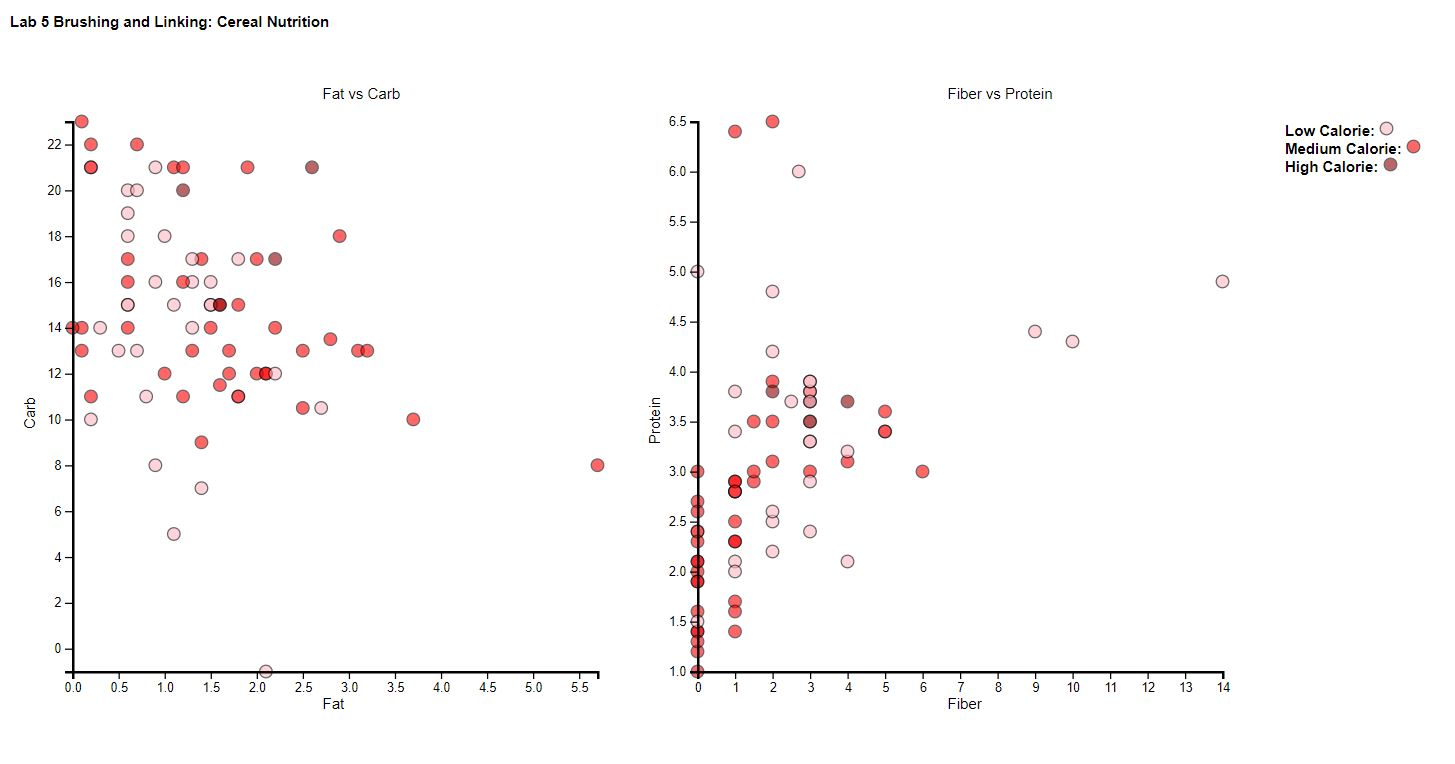 Lab 5 Brushing and Linking: Cereal Nutrition
Fat vs Carb
22
20
18
16
14
12
10
8
6
4
2
0
Carb
0.0 0.5 1.0 1.5 2.0 2.5 3.0 3.5 4.0 4.5 5.0 5.5
Fat
Fiber vs Protein
6.5
6.0
5.5
5.0
4.5
4.0
3.5
3.0
2.5
2.0
1.5
1.0
Protein
0 1 2 3 4 5 6 7 8 9 10 11 12 13 14
Fiber
Low Calorie:
Medium Calorie:
High Calorie: